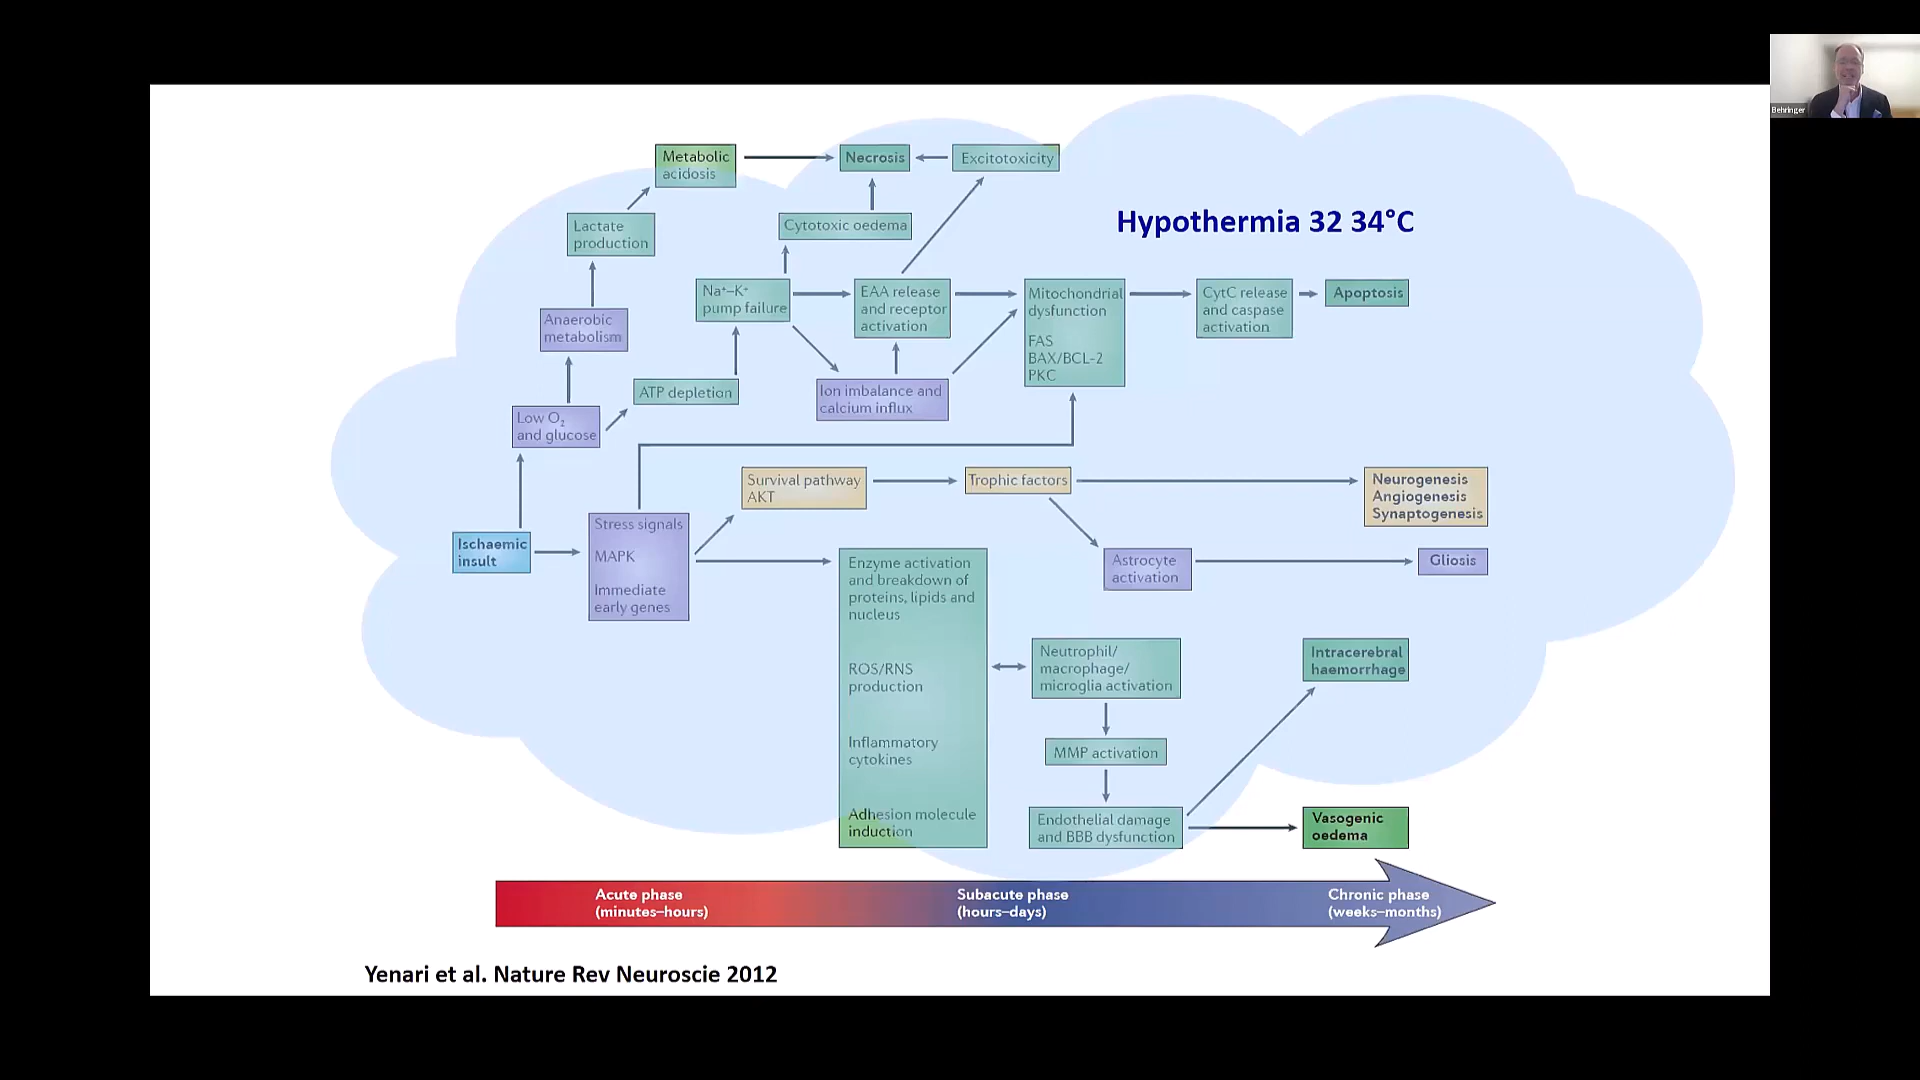 Behringer
Metabolic
acidosis
Necrosis
Excitotoxicity
Lactate
production
Cytotoxic oedema
Hypothermia 32 34°C
Na⁺–K⁺
pump failure
EAA release
and receptor
activation
Mitochondrial
dysfunction
FAS
BAX/BCL-2
PKC
CytC release
and caspase
activation
Apoptosis
Anaerobic
metabolism
ATP depletion
Ion imbalance and
calcium influx
Low O₂
and glucose
Survival pathway
AKT
Trophic factors
Neurogenesis
Angiogenesis
Synaptogenesis
Ischaemic
insult
Stress signals
MAPK
Immediate
early genes
Enzyme activation
and breakdown of
proteins, lipids and
nucleus
ROS/RNS
production
Inflammatory
cytokines
Adhesion molecule
induction
Astrocyte
activation
Gliosis
Neutrophil/
macrophage/
microglia activation
Intracerebral
haemorrhage
MMP activation
Endothelial damage
and BBB dysfunction
Vasogenic
oedema
Acute phase
(minutes–hours)
Subacute phase
(hours–days)
Chronic phase
(weeks–months)
Yenari et al. Nature Rev Neuroscie 2012